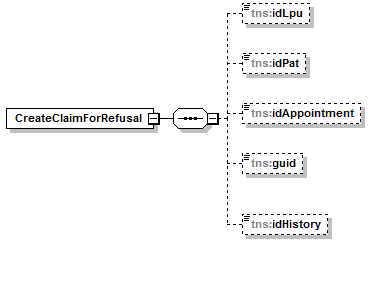 tns:idLpu
tns:idPat
tns:idAppointment
CreateClaimForRefusal
tns:guid
tns:idHistory